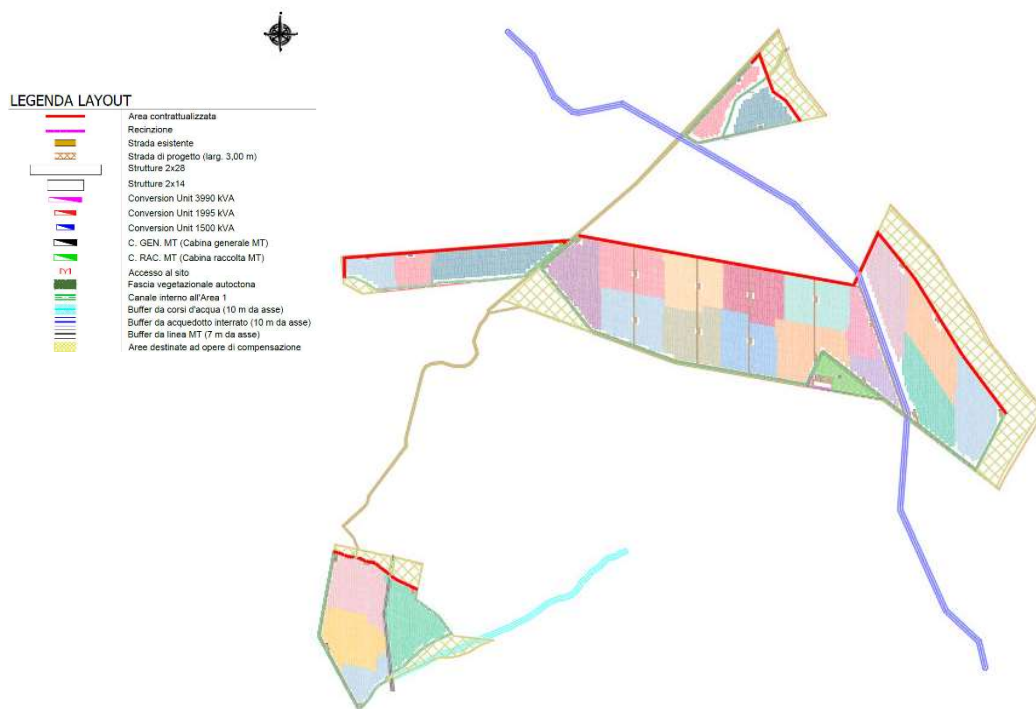 LEGENDA LAYOUT
Area contrattualizzata
Recinzione
Strada esistente
Strada di progetto (larg. 3,00 m)
Strutture 2x28
Strutture 2x14
Conversion Unit 3990 kVA
Conversion Unit 1995 kVA
Conversion Unit 1500 kVA
C. GEN. MT (Cabina generale MT)
C. RAC. MT (Cabina raccolta MT)
Accesso al sito
Fascia vegetazionale autoctona
Canale interno all'Area 1
Buffer da corsi d'acqua (10 m da asse)
Buffer da acquedotto interrato (10 m da asse)
Buffer da linea MT (7 m da asse)
Aree destinate ad opere di compensazione